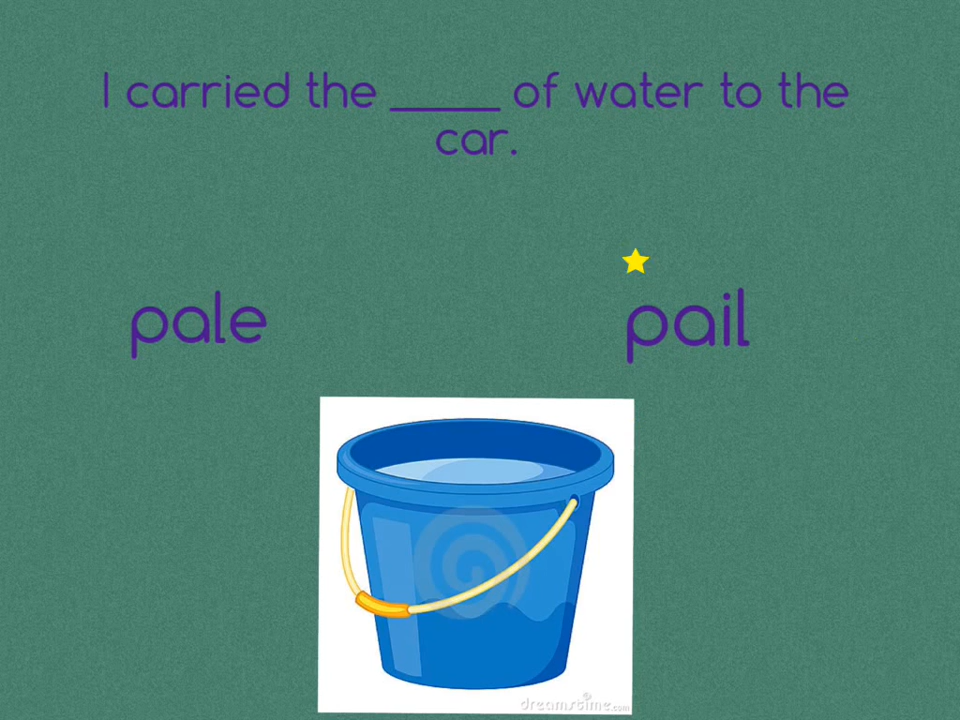 I carried the _____ of water to the
car.
pale
pail
dreamstime.com